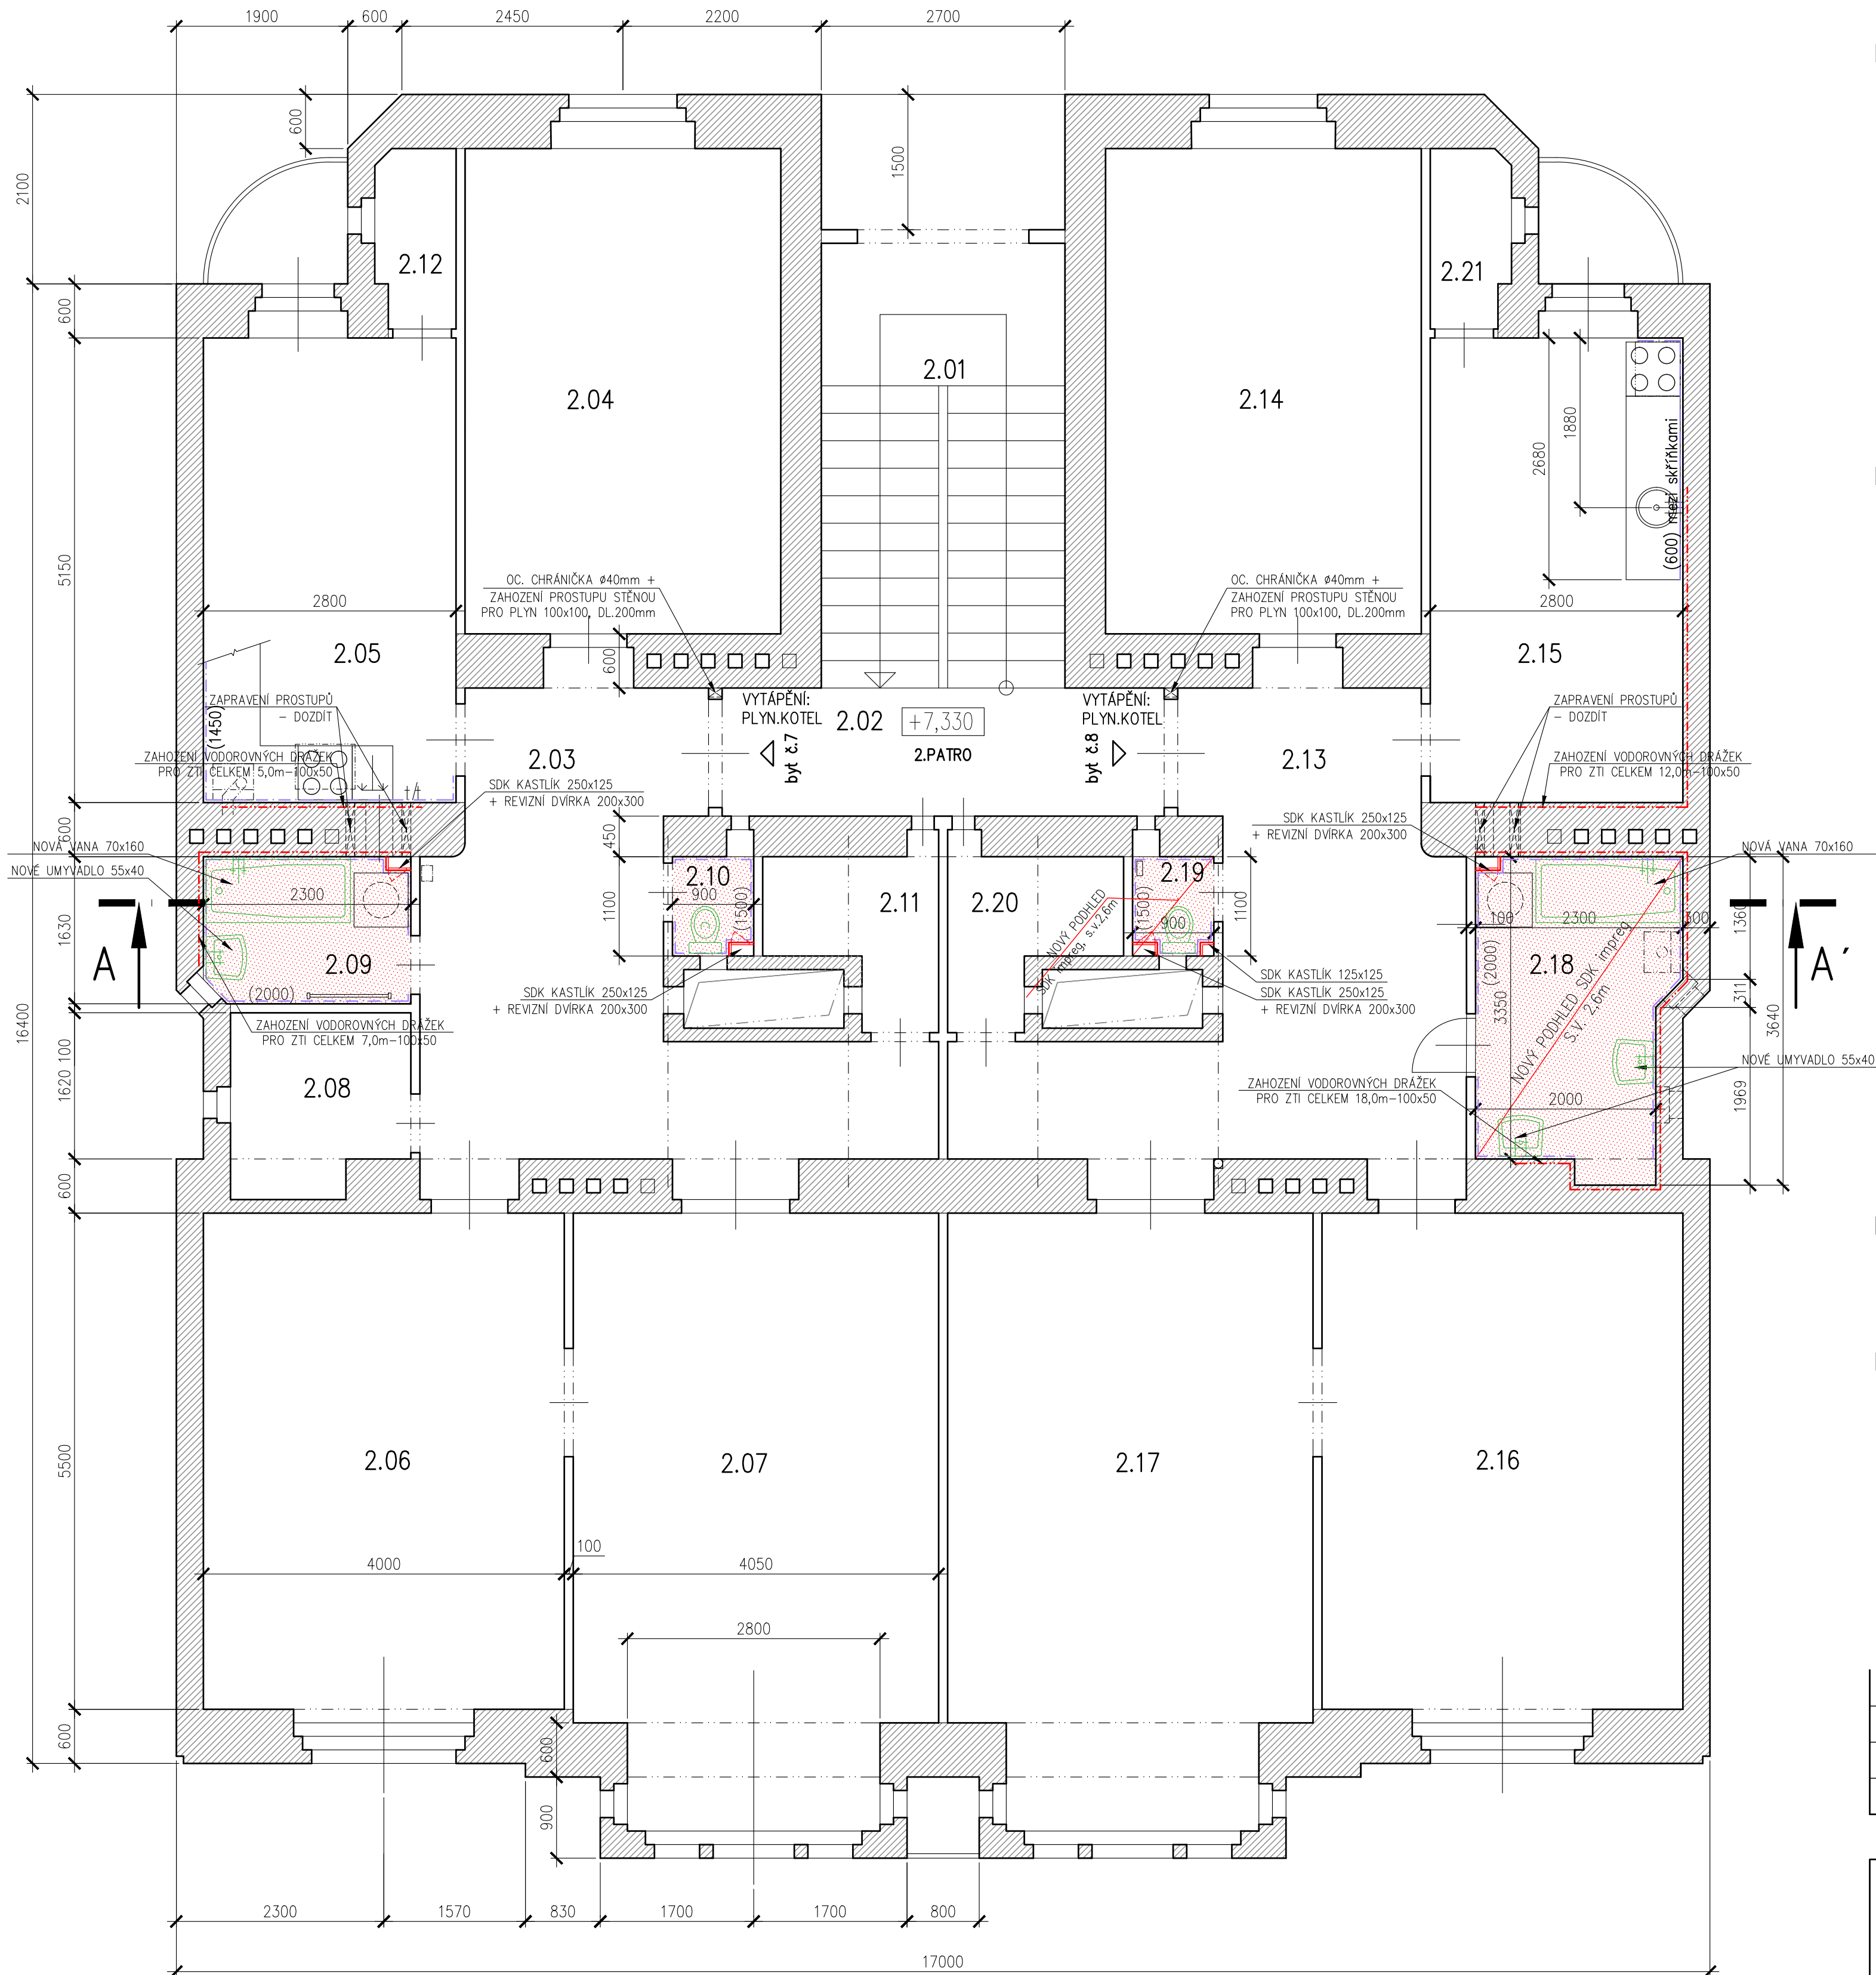 1900
600
2450
2200
2700
2100
600
1500
2.12
2.21
600
2.01
2.04
2.14
1880
2680
(600) mezi skříňkami
5150
OC. CHRÁNIČKA ø40mm +
ZAHOZENÍ PROSTUPU STĚNOU
PRO PLYN 100x100, DL.200mm
OC. CHRÁNIČKA ø40mm +
ZAHOZENÍ PROSTUPU STĚNOU
PRO PLYN 100x100, DL.200mm
2800
2800
2.05
2.15
600
ZAPRAVENÍ PROSTUPŮ
- DOZDÍT
VYTÁPĚNÍ:
PLYN.KOTEL
2.02
+7,330
2.PATRO
VYTÁPĚNÍ:
PLYN.KOTEL
ZAPRAVENÍ PROSTUPŮ
- DOZDÍT
(1450)
2.03
byt č.7
byt č.8
2.13
ZAHOZENÍ VODOROVNÝCH DRÁŽEK
PRO ZTI CELKEM 5,0m-100x50
ZAHOZENÍ VODOROVNÝCH DRÁŽEK
PRO ZTI CELKEM 12,0m-100x50
SDK KASTLÍK 250x125
+ REVIZNÍ DVÍRKA 200x300
SDK KASTLÍK 250x125
+ REVIZNÍ DVÍRKA 200x300
600
450
NOVÁ VANA 70x160
NOVÁ VANA 70x160
NOVÉ UMYVADLO 55x40
2300
2.10
900
(1500)
1100
2.11
2.20
NOVÝ PODHLED
SDK impreg, s.v.2,6m
2.19
(1500)
900
1100
100
2300
300
1360
1630
A
2.09
(2000)
2.18
(2000)
3350
NOVÝ PODHLED SDK impreg
S.V. 2,6m
311
3640
A´
SDK KASTLÍK 125x125
SDK KASTLÍK 250x125
+ REVIZNÍ DVÍRKA 200x300
SDK KASTLÍK 250x125
+ REVIZNÍ DVÍRKA 200x300
16400
ZAHOZENÍ VODOROVNÝCH DRÁŽEK
PRO ZTI CELKEM 7,0m-100x50
100
1620
2.08
NOVÉ UMYVADLO 55x40
ZAHOZENÍ VODOROVNÝCH DRÁŽEK
PRO ZTI CELKEM 18,0m-100x50
2000
1969
600
5500
2.06
2.07
2.17
2.16
100
4000
4050
2800
600
600
900
2300
1570
830
1700
1700
800
17000